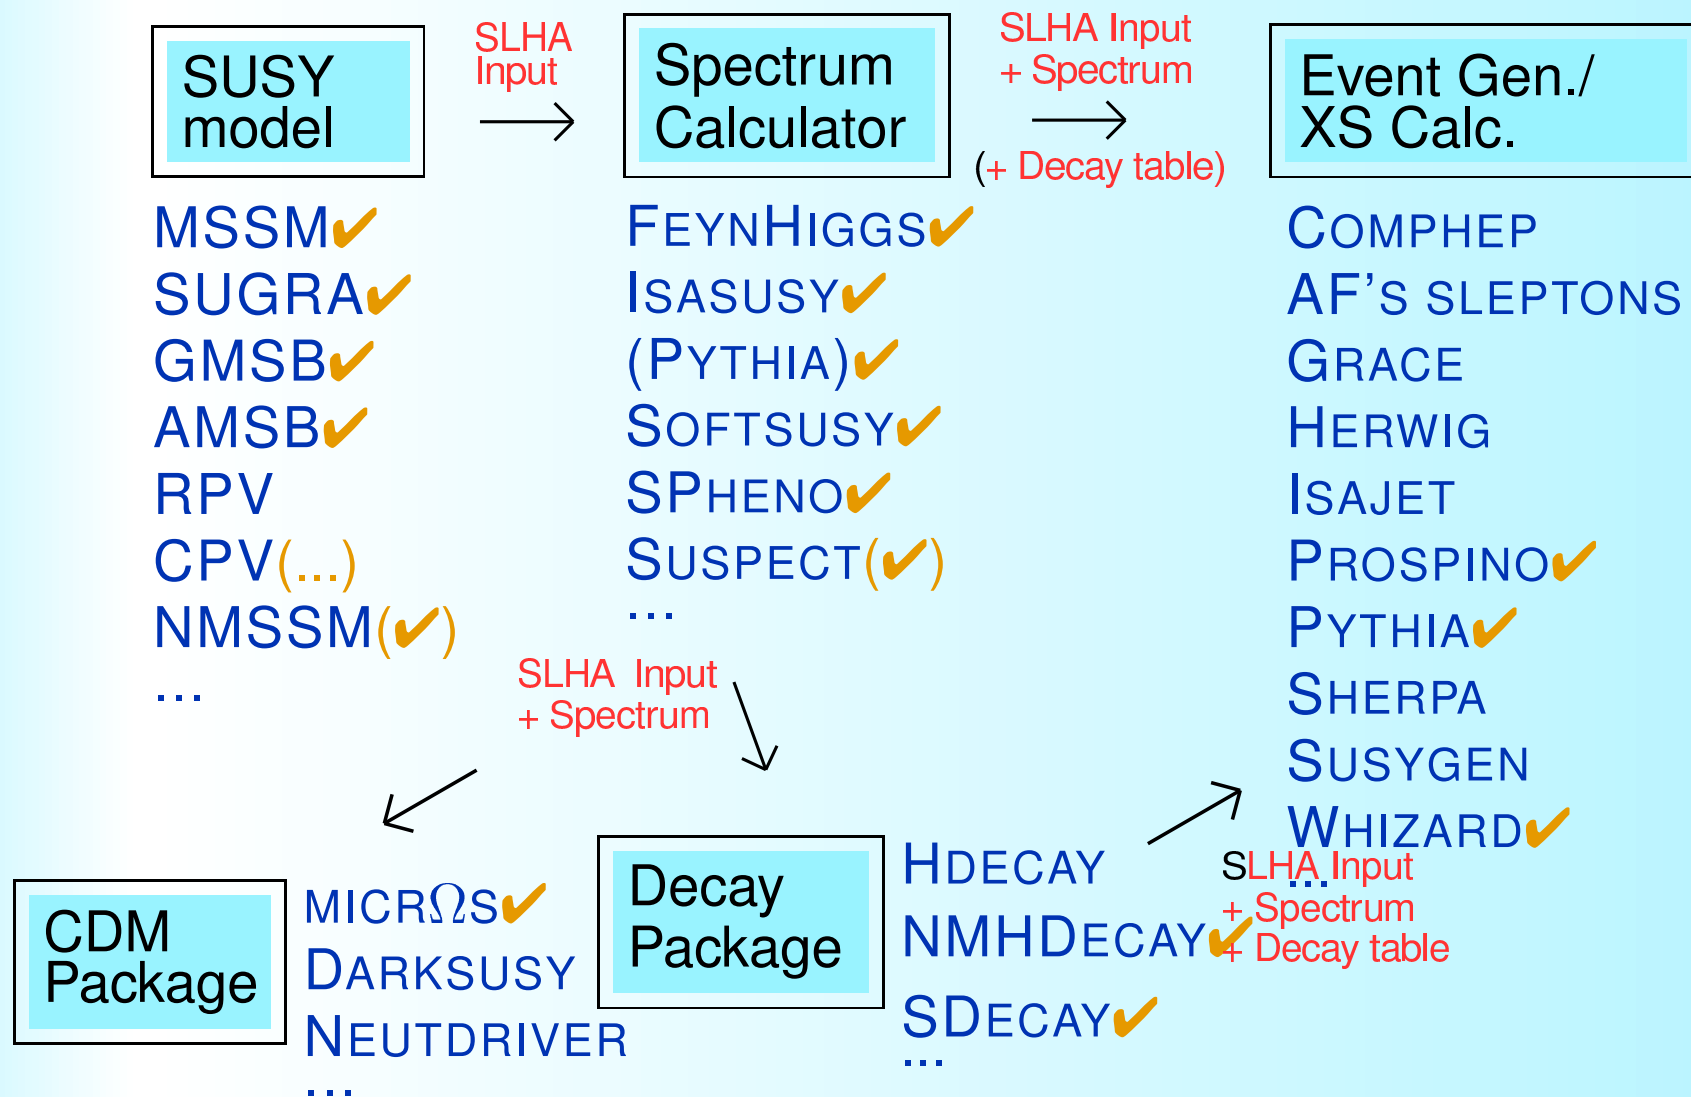 SUSY
model
SLHA
Input
Spectrum
Calculator
SLHA Input
+ Spectrum
(+ Decay table)
Event Gen./
XS Calc.
MSSM✔
SUGRA✔
GMSB✔
AMSB✔
RPV
CPV(...)
NMSSM(✔)
...
FEYNHIGGS✔
ISASUSY✔
(PYTHIA)✔
SOFTSUSY✔
SPHENO✔
SUSPECT(✔)
...
COMPHEP
AF'S SLEPTONS
GRACE
HERWIG
ISAJET
PROSPINO✔
PYTHIA✔
SHERPA
SUSYGEN
WHIZARD✔
...
SLHA Input
+ Spectrum
CDM
Package
MICRΩS✔
DARKSUSY
NEUTDRIVER
...
Decay
Package
HDECAY
NMHDECAY✔
SDECAY✔
...
SLHA Input
+ Spectrum
+ Decay table